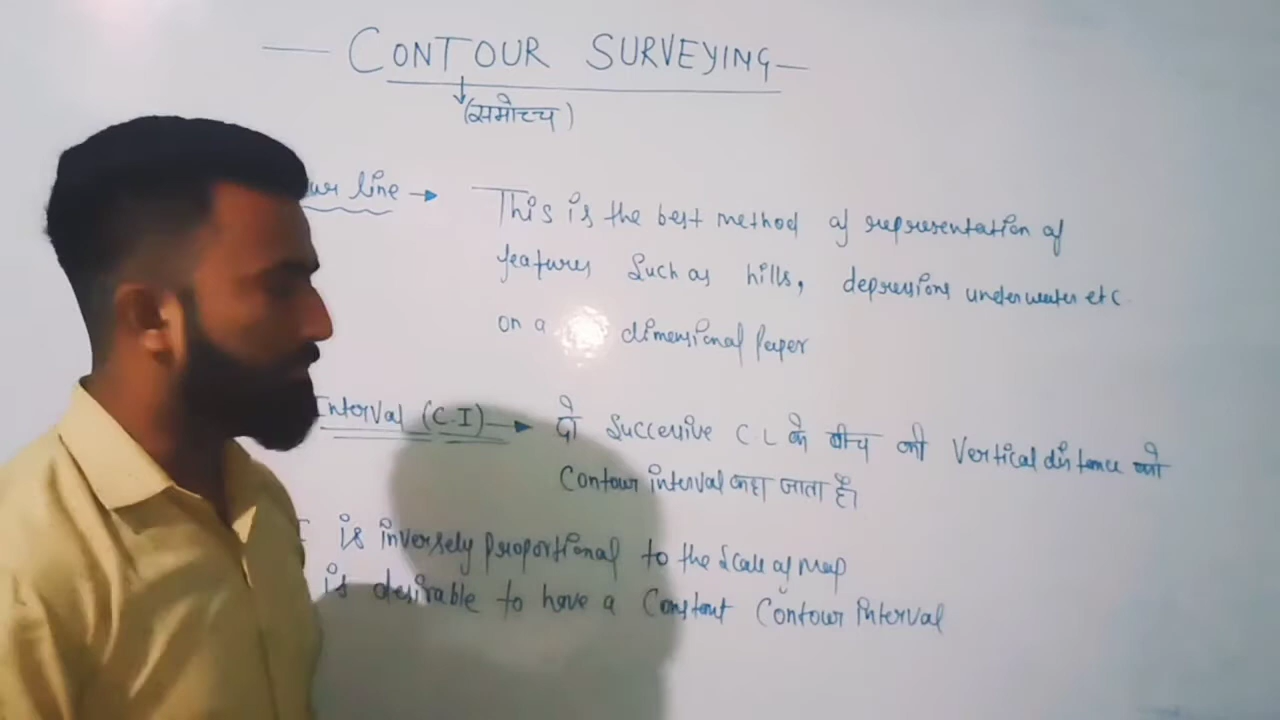 CONTOUR SURVEYING
(समोच्च)
our line → This is the best method of representation of
features such as hills, depressions underwater etc.
on a dimensional paper
Interval (C.I) → दो Successive C.L के बीच की Vertical distance को
Contour interval कहा जाता है।
I is inversely proportional to the Scale of map
is desirable to have a Constant Contour interval